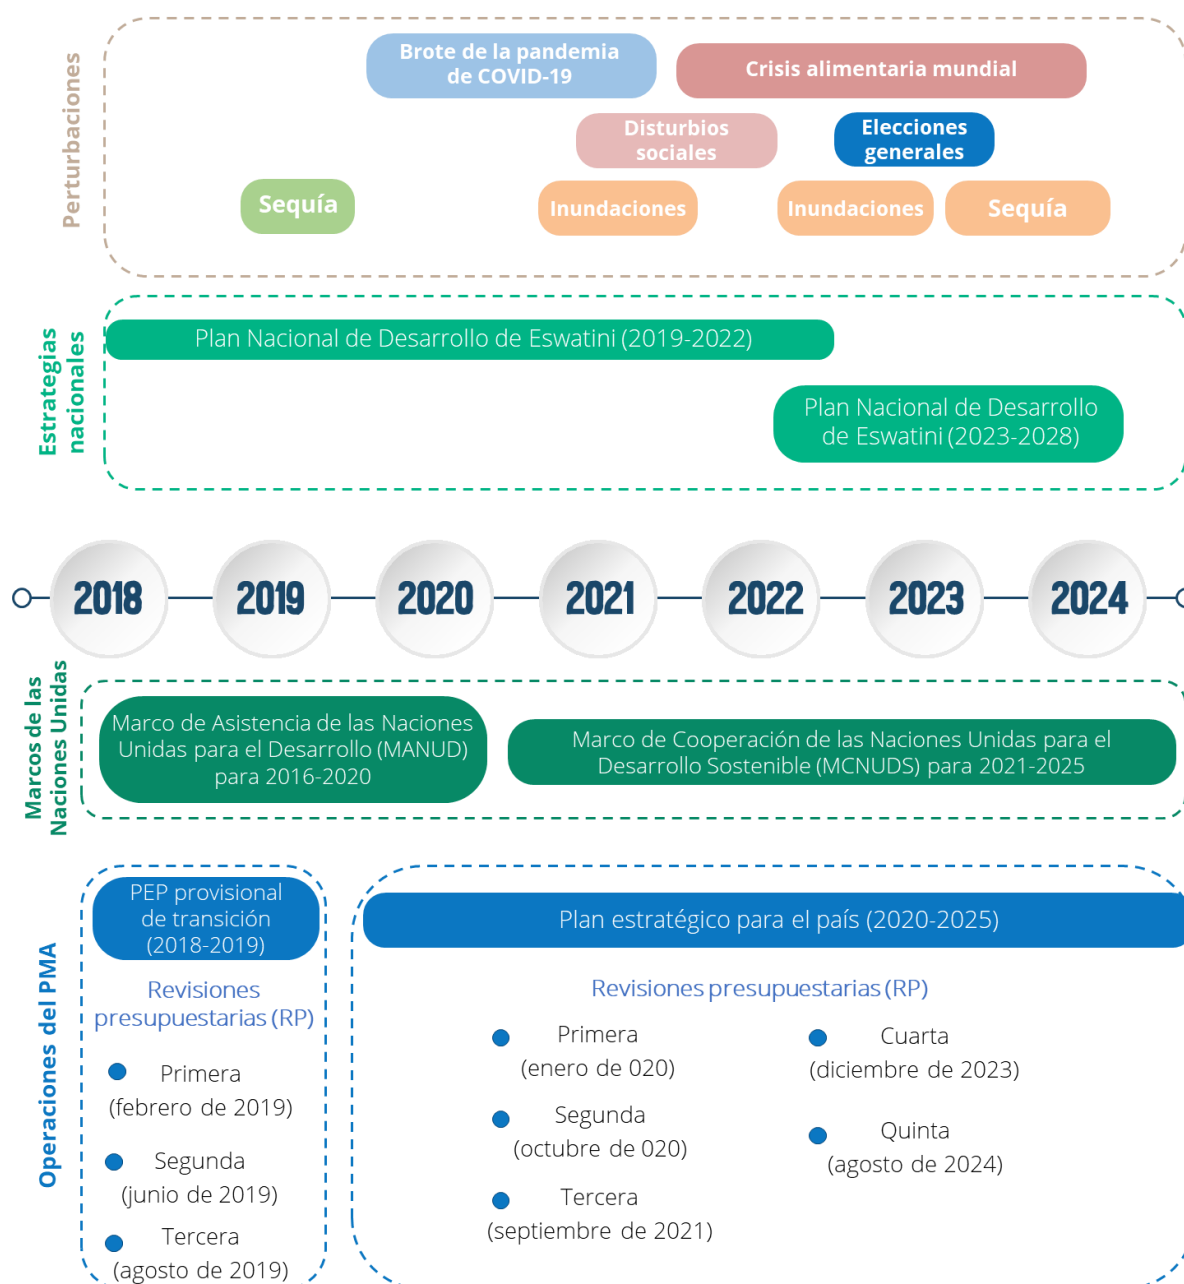 Perturbaciones
Brote de la pandemia
de COVID-19
Crisis alimentaria mundial
Disturbios
sociales
Elecciones
generales
Sequía
Inundaciones
Inundaciones
Sequía
Estrategias
nacionales
Plan Nacional de Desarrollo de Eswatini (2019-2022)
Plan Nacional de Desarrollo
de Eswatini (2023-2028)
2018
2019
2020
2021
2022
2023
2024
Marcos de las
Naciones Unidas
Marco de Asistencia de las Naciones
Unidas para el Desarrollo (MANUD)
para 2016-2020
Marco de Cooperación de las Naciones Unidas para el
Desarrollo Sostenible (MCNUDS) para 2021-2025
Operaciones del PMA
PEP provisional
de transición
(2018-2019)
Revisiones
presupuestarias (RP)
Primera
(febrero de 2019)
Segunda
(junio de 2019)
Tercera
(agosto de 2019)
Plan estratégico para el país (2020-2025)
Revisiones presupuestarias (RP)
Primera
(enero de 020)
Segunda
(octubre de 020)
Tercera
(septiembre de 2021)
Cuarta
(diciembre de 2023)
Quinta
(agosto de 2024)